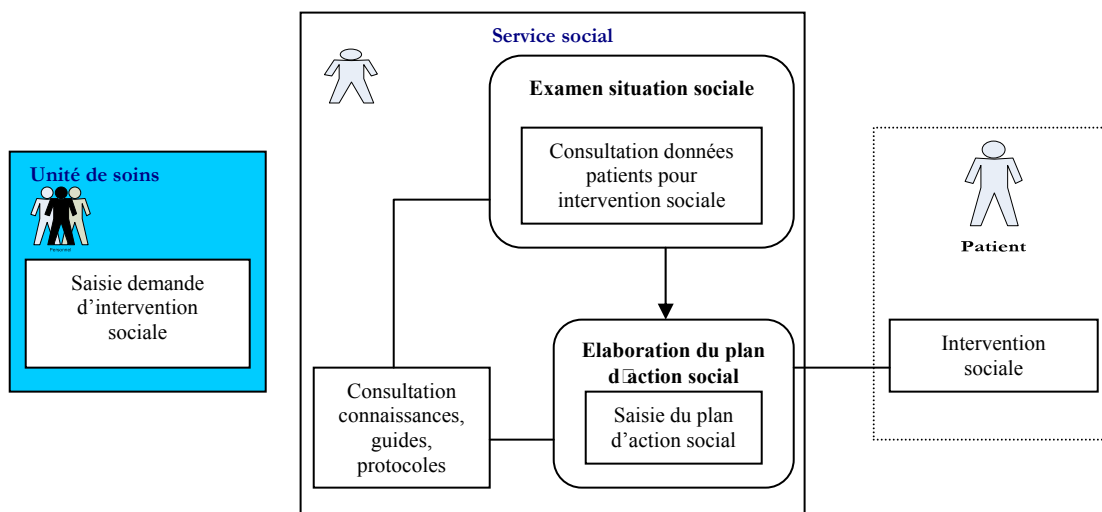 Service social
Examen situation sociale
Consultation données
patients pour
intervention sociale
Unité de soins
Personnel
Saisie demande
d'intervention
sociale
Patient
Elaboration du plan
d□action social
Saisie du plan
d'action social
Intervention
sociale
Consultation
connaissances,
guides,
protocoles